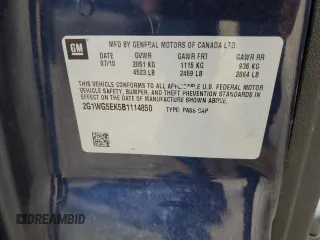 GM
MFD BY GENERAL MOTORS OF CANADA LTD.
DATE GVWR GAWR FRT GAWR RR
07/10 2051 KG 1115 KG 936 KG
4523 LB 2459 LB 2064 LB
THIS VEHICLE CONFORMS TO ALL APPLICABLE U.S. FEDERAL MOTOR
VEHICLE SAFETY, BUMPER, AND THEFT PREVENTION STANDARDS
IN EFFECT ON THE DATE OF MANUFACTURE SHOWN ABOVE.
2G1WG5EK5B1114850 TYPE: PASS CAR
DREAMBID